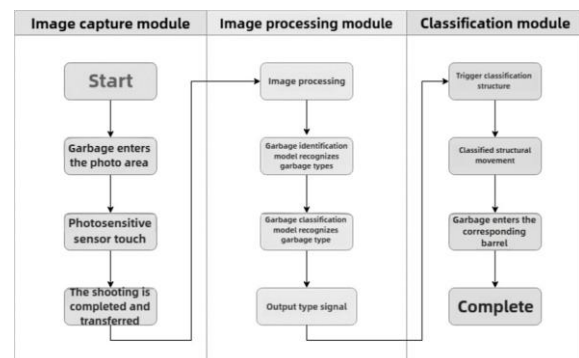 Image capture module
Image processing module
Classification module
Start
Garbage enters
the photo area
Photosensitive
sensor touch
The shooting is
completed and
transferred
Image processing
Garbage identification
model recognizes
garbage types
Garbage classification
model recognizes
garbage type
Output type signal
Trigger classification
structure
Classified structural
movement
Garbage enters the
corresponding
barrel
Complete